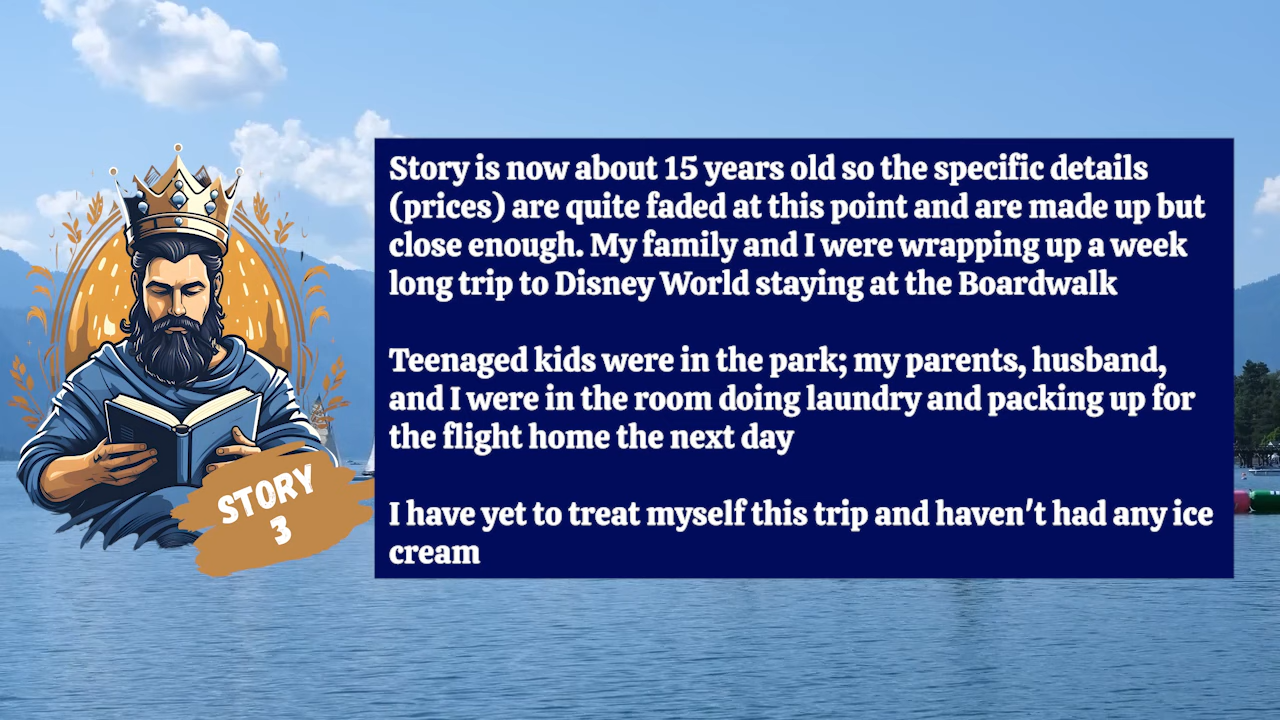 STORY
3
Story is now about 15 years old so the specific details
(prices) are quite faded at this point and are made up but
close enough. My family and I were wrapping up a week
long trip to Disney World staying at the Boardwalk
Teenaged kids were in the park; my parents, husband,
and I were in the room doing laundry and packing up for
the flight home the next day
I have yet to treat myself this trip and haven't had any ice
cream